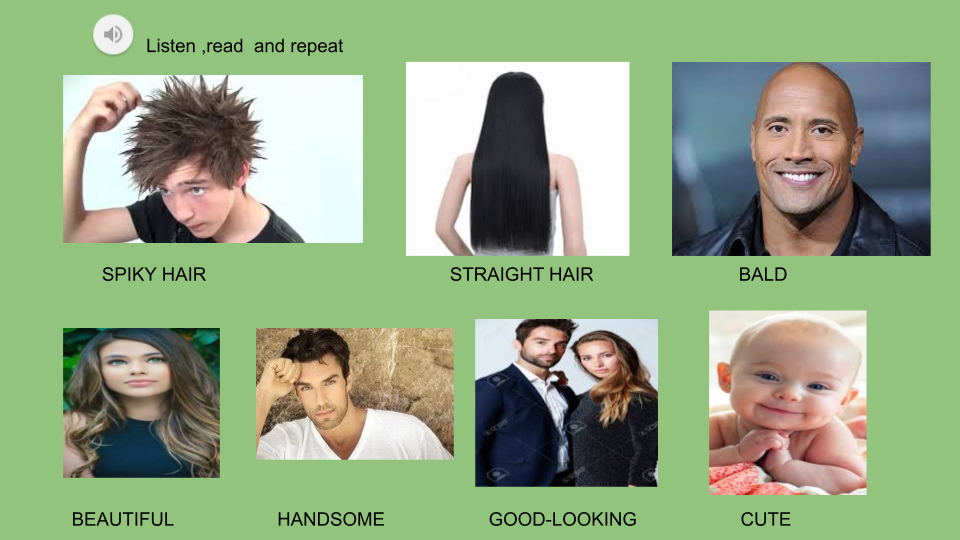 Listen ,read  and repeat
SPIKY HAIR
STRAIGHT HAIR
BALD
BEAUTIFUL
HANDSOME
GOOD-LOOKING
CUTE